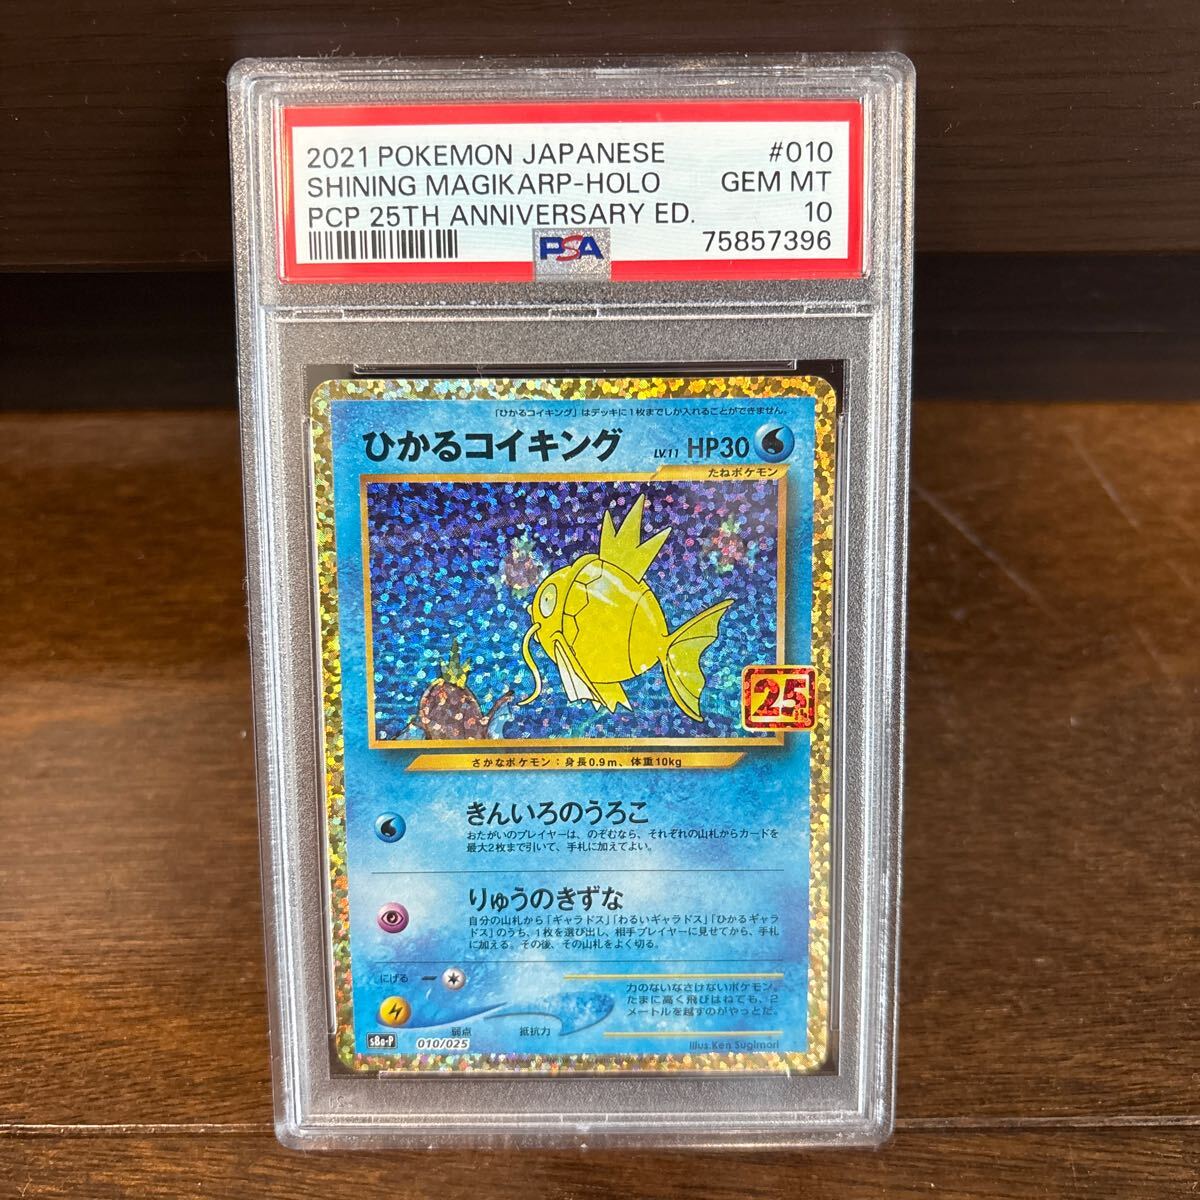 2021 POKEMON JAPANESE #010
SHINING MAGIKARP-HOLO GEM MT
PCP 25TH ANNIVERSARY ED. 10
PSA 75857396
「ひかるコイキング」はデッキに1枚までしか入れることができません。
ひかるコイキング LV.11 HP30
たねポケモン
25
さかなポケモン：身長0.9m、体重10kg
きんいろのうろこ
おたがいのプレイヤーは、のぞむなら、それぞれの山札からカードを
最大2枚まで引いて、手札に加えてよい。
りゅうのきずな
自分の山札から「ギャラドス」「わるいギャラドス」「ひかるギャラ
ドス」のうち、1枚を選び出し、相手プレイヤーに見せてから、手札
に加える。その後、その山札をよく切る。
にげる
力のないなさけないポケモン。
たまに高く飛びはねても、2
メートルを越すのがやっとだ。
弱点 抵抗力
s8a-P 010/025 Illus.Ken Sugimori